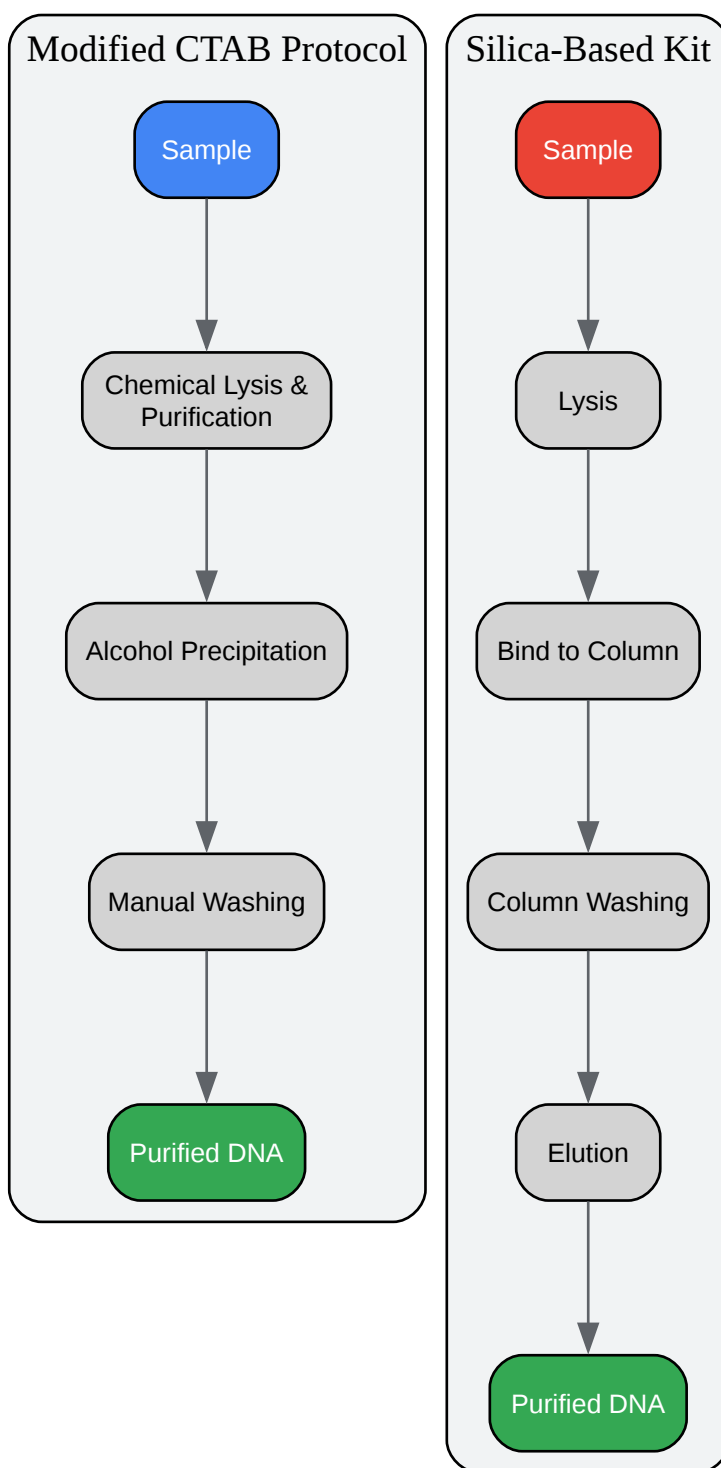 Modified CTAB Protocol
Sample
Chemical Lysis &
Purification
Alcohol Precipitation
Manual Washing
Purified DNA
Silica-Based Kit
Sample
Lysis
Bind to Column
Column Washing
Elution
Purified DNA